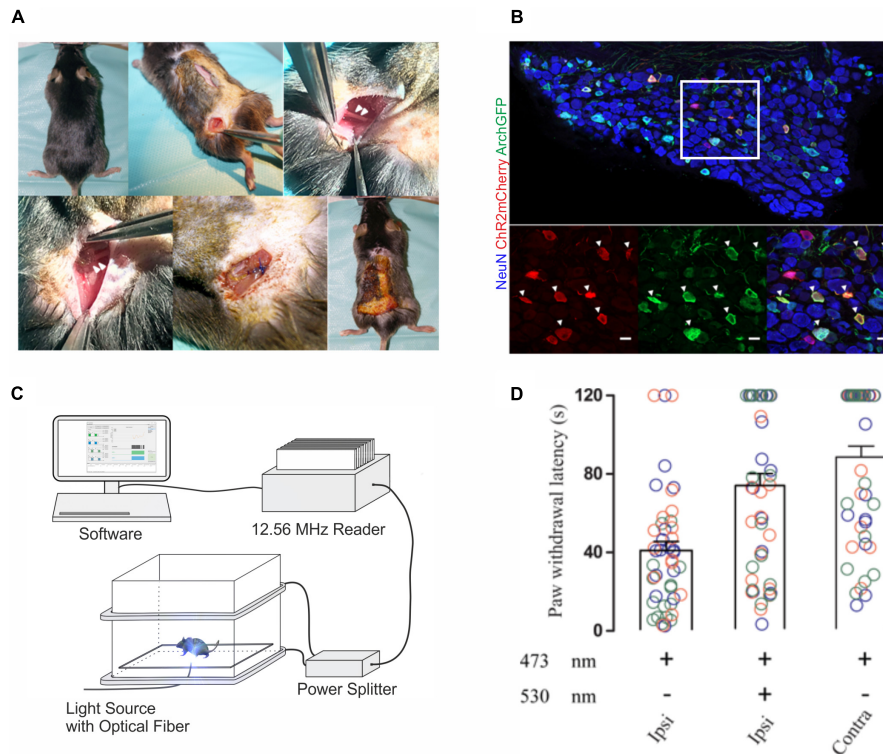 A
B
NeuN ChR2mCherry ArchGFP
C
Software
12.56 MHz Reader
Light Source
with Optical Fiber
Power Splitter
D
Paw withdrawal latency (s)
120
80
40
0
473 nm + + +
530 nm - + -
Ipsi Ipsi Contra